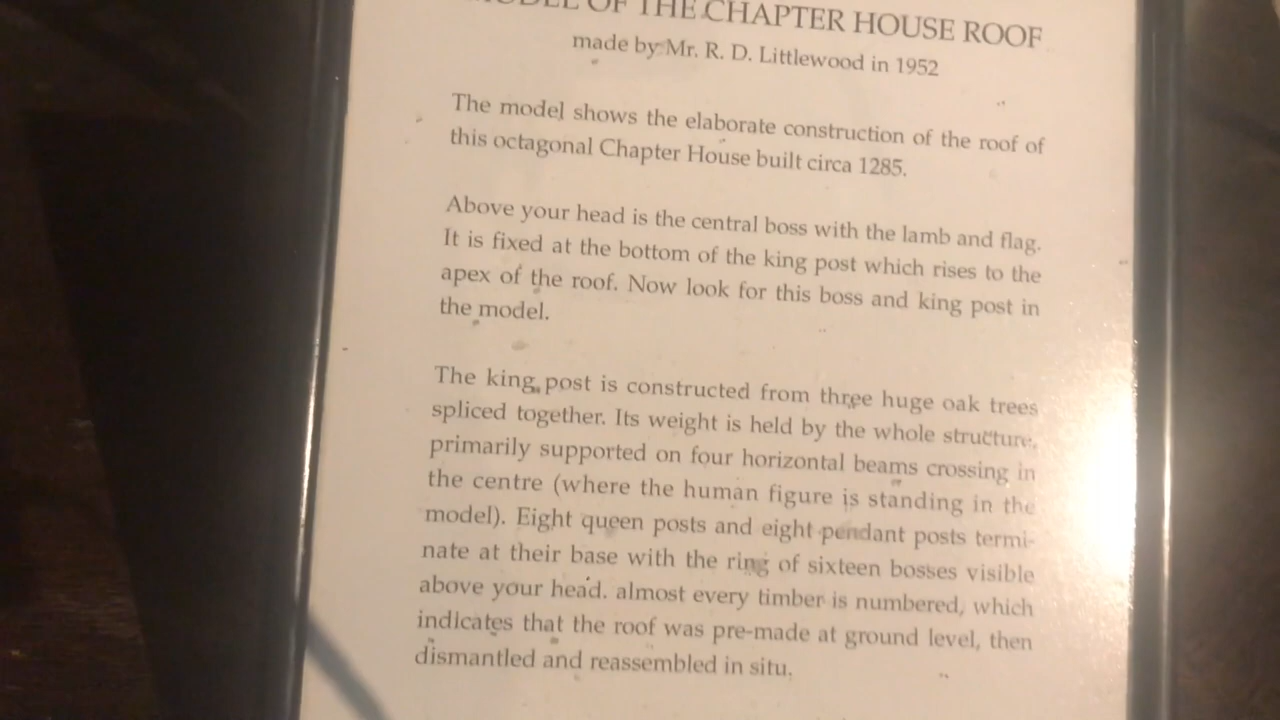 MODEL OF THE CHAPTER HOUSE ROOF
made by Mr. R. D. Littlewood in 1952
The model shows the elaborate construction of the roof of
this octagonal Chapter House built circa 1285.
Above your head is the central boss with the lamb and flag.
It is fixed at the bottom of the king post which rises to the
apex of the roof. Now look for this boss and king post in
the model.
The king post is constructed from three huge oak trees
spliced together. Its weight is held by the whole structure,
primarily supported on four horizontal beams crossing in
the centre (where the human figure is standing in the
model). Eight queen posts and eight pendant posts termi-
nate at their base with the ring of sixteen bosses visible
above your head. almost every timber is numbered, which
indicates that the roof was pre-made at ground level, then
dismantled and reassembled in situ.